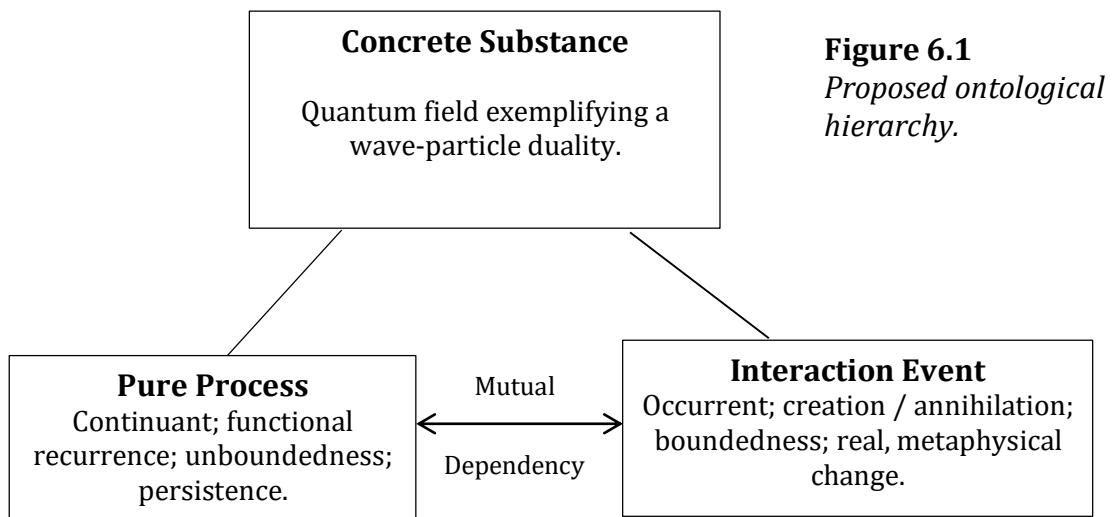 Concrete Substance
Quantum field exemplifying a
wave-particle duality.
Figure 6.1
Proposed ontological
hierarchy.
Pure Process
Continuant; functional
recurrence; unboundedness;
persistence.
Mutual
Dependency
Interaction Event
Occurrent; creation / annihilation;
boundedness; real, metaphysical
change.